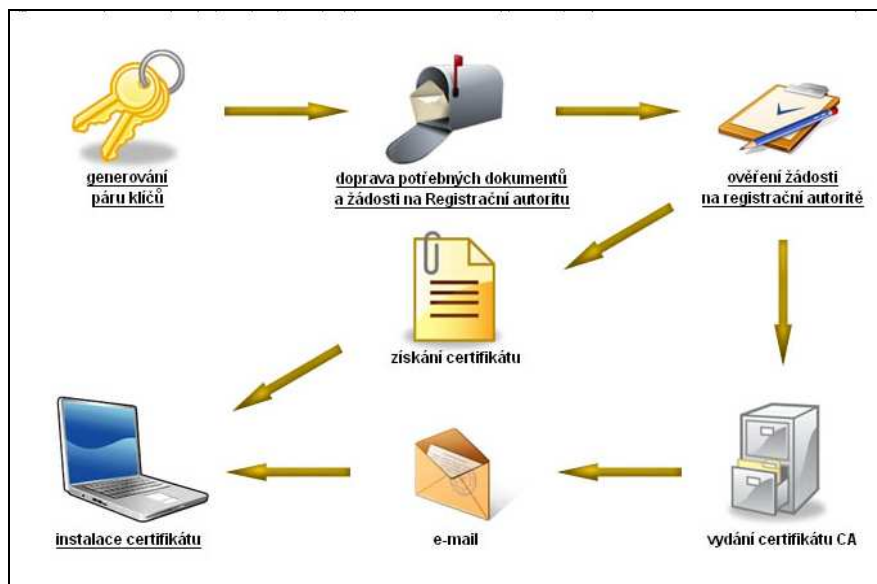 generování
páru klíčů
doprava potřebných dokumentů
a žádosti na Registrační autoritu
ověření žádosti
na registrační autoritě
získání certifikátu
instalace certifikátu
e-mail
vydání certifikátu CA